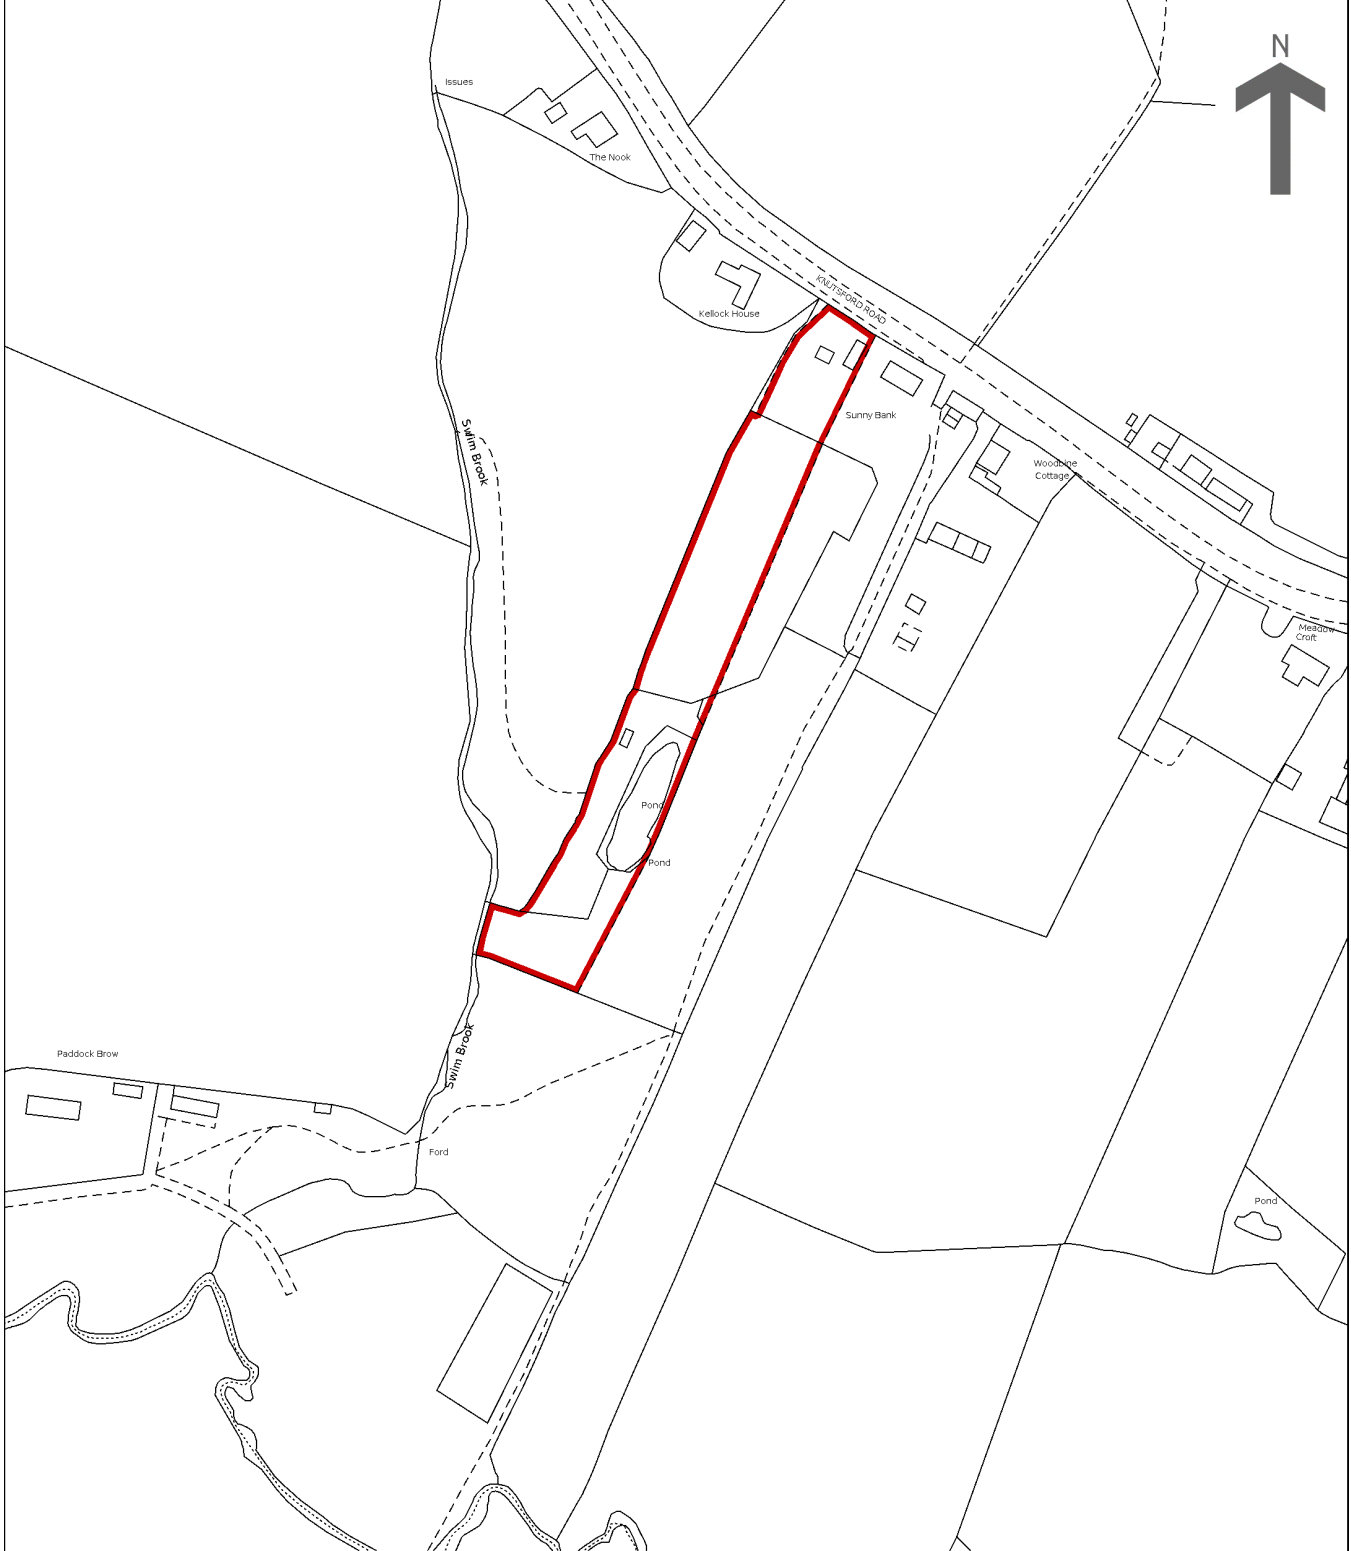 N
Issues
The Nook
KNUTSFORD ROAD
Kellock House
Sunny Bank
Swim Brook
Woodbine
Cottage
Meadow
Croft
Pond
Pond
Swim Brook
Paddock Brow
Ford
Pond